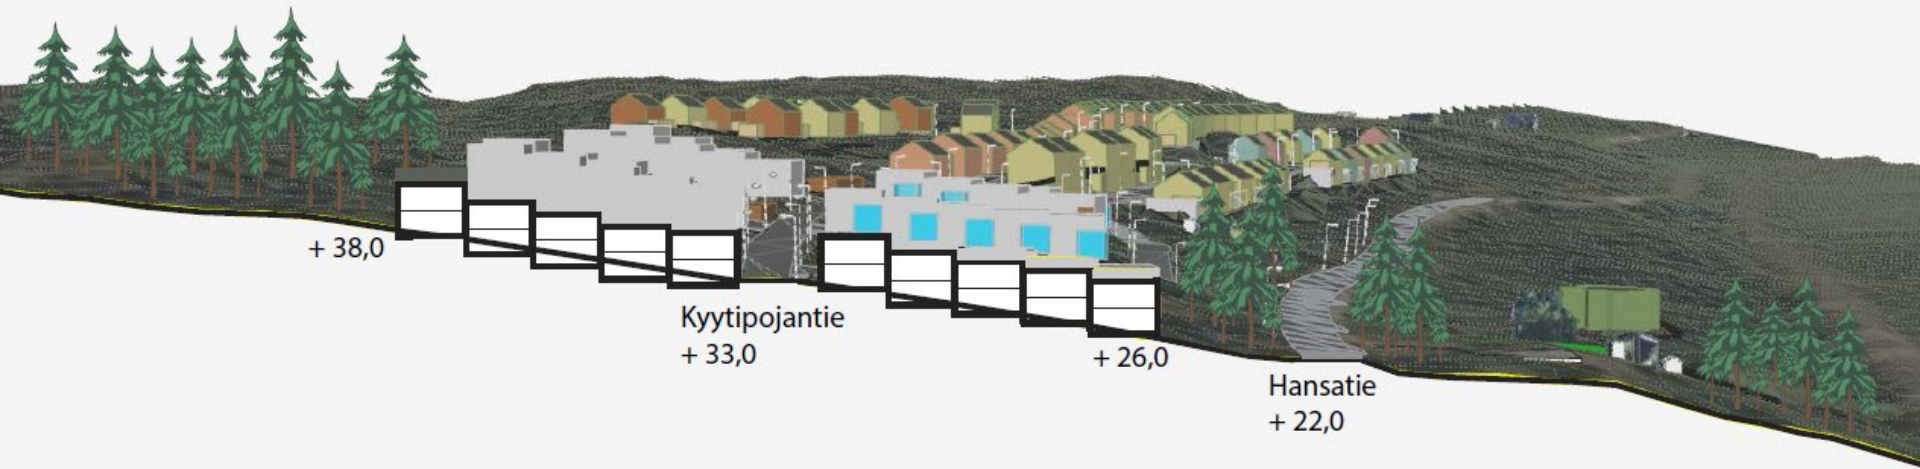 + 38,0
Kyytipojantie
+ 33,0
+ 26,0
Hansatie
+ 22,0